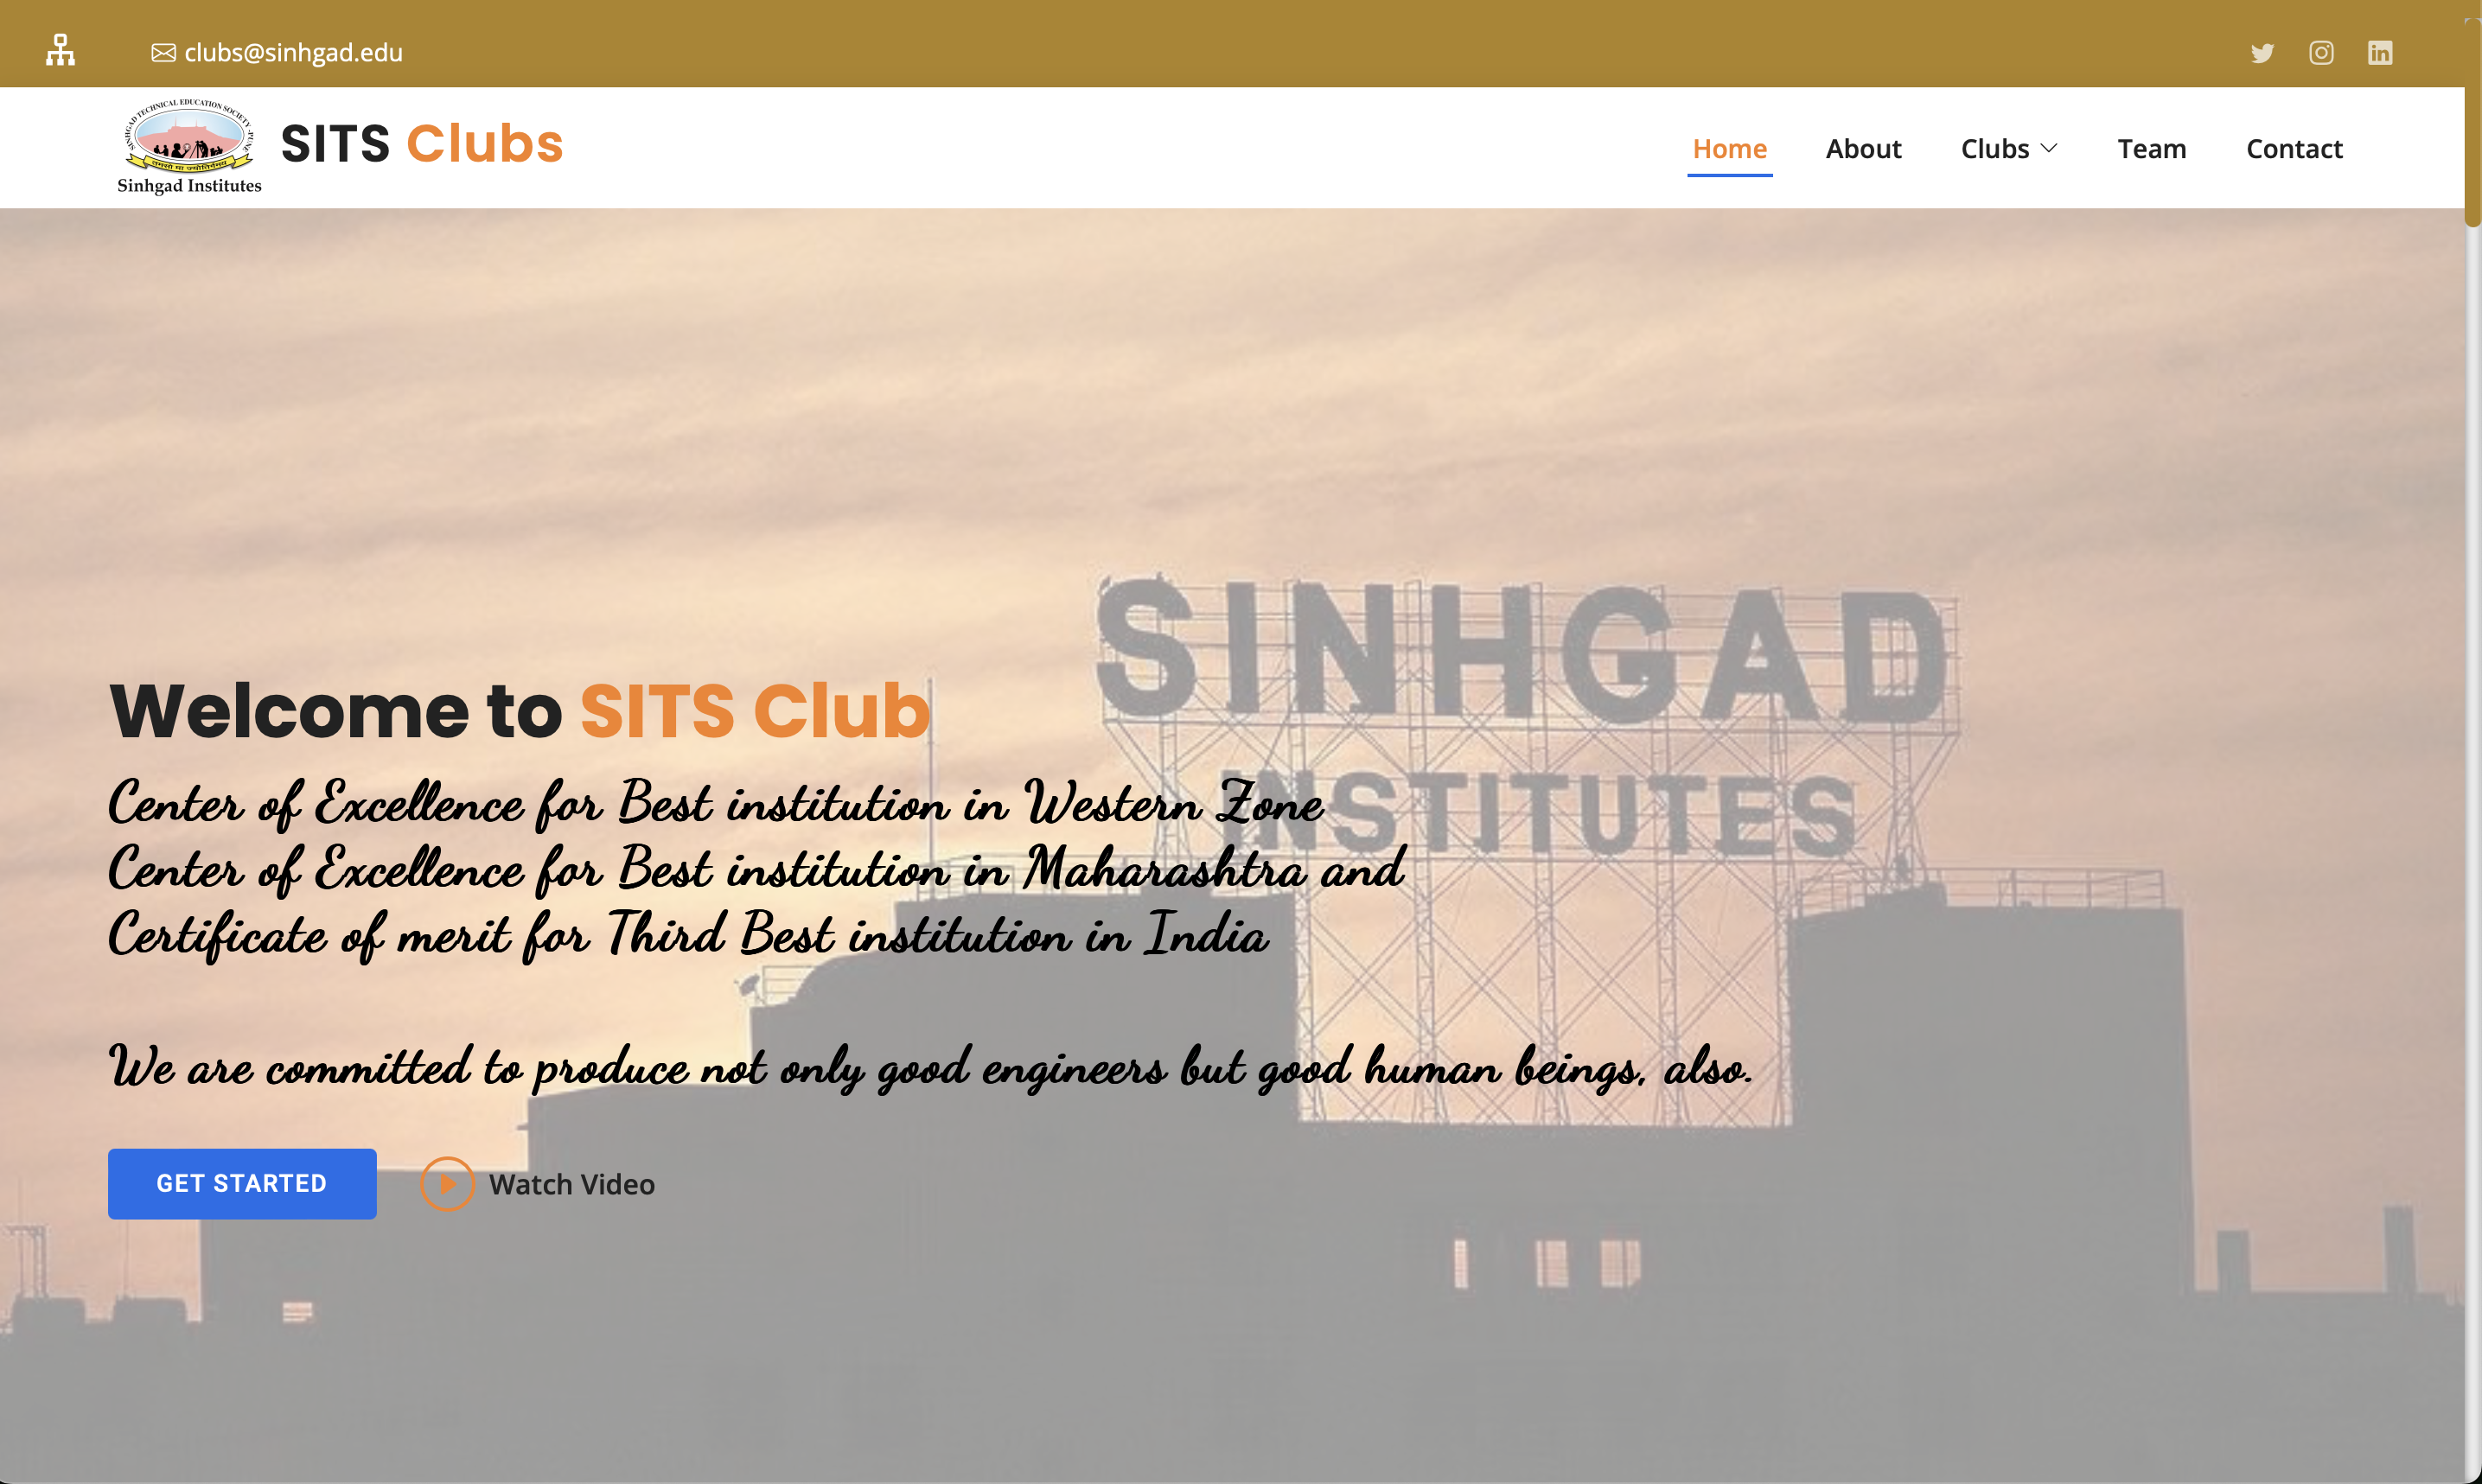 clubs@sinhgad.edu
SINHGAD TECHNICAL EDUCATION SOCIETY
Sinhgad Institutes
SITS Clubs
Home
About
Clubs
Team
Contact
SINHGAD
INSTITUTES
Welcome to SITS Club
Center of Excellence for Best institution in Western Zone
Center of Excellence for Best institution in Maharashtra and
Certificate of merit for Third Best institution in India
We are committed to produce not only good engineers but good human beings, also.
GET STARTED
Watch Video